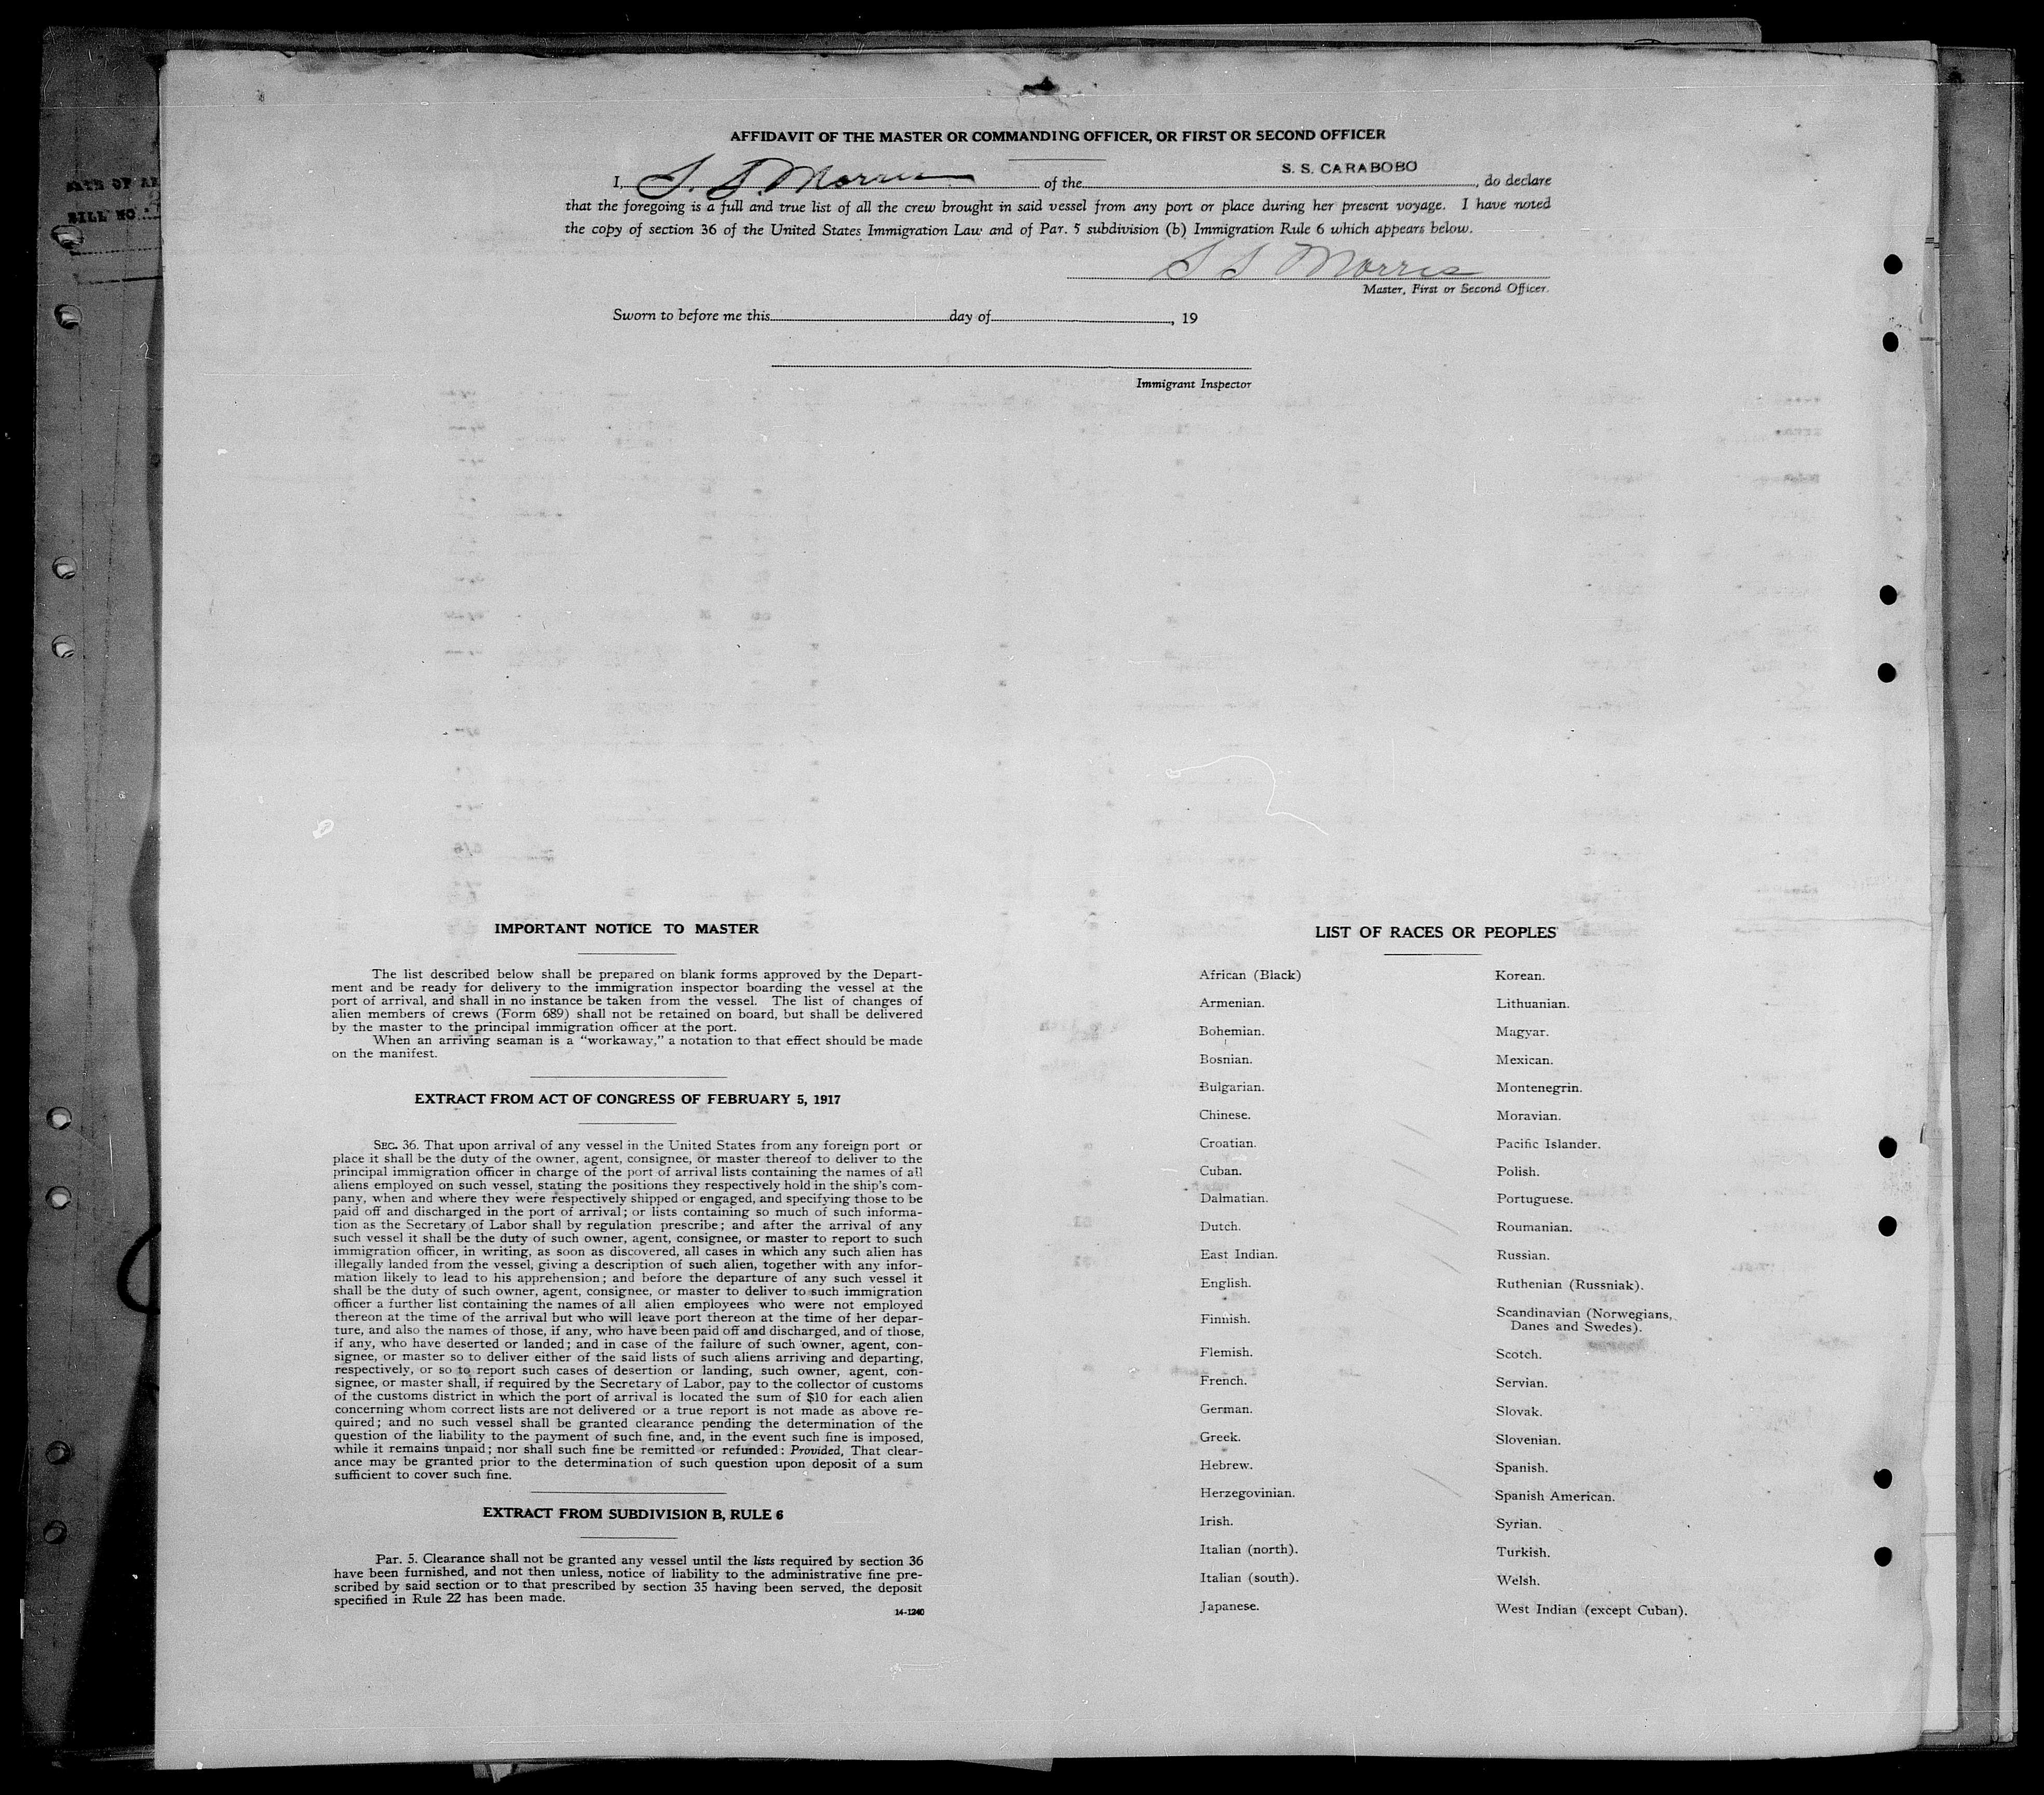 AFFIDAVIT OF THE MASTER OR COMMANDING OFFICER, OR FIRST OR SECOND OFFICER
I, S. S. Morris of the S. S. CARABOBO, do declare
that the foregoing is a full and true list of all the crew brought in said vessel from any port or place during her present voyage. I have noted
the copy of section 36 of the United States Immigration Law and of Par. 5 subdivision (b) Immigration Rule 6 which appears below.
S S Morris
Master, First or Second Officer.
Sworn to before me this day of , 19
Immigrant Inspector
BILL NO.
IMPORTANT NOTICE TO MASTER
The list described below shall be prepared on blank forms approved by the Depart-
ment and be ready for delivery to the immigration inspector boarding the vessel at the
port of arrival, and shall in no instance be taken from the vessel. The list of changes of
alien members of crews (Form 689) shall not be retained on board, but shall be delivered
by the master to the principal immigration officer at the port.
When an arriving seaman is a “workaway,” a notation to that effect should be made
on the manifest.
EXTRACT FROM ACT OF CONGRESS OF FEBRUARY 5, 1917
SEC. 36. That upon arrival of any vessel in the United States from any foreign port or
place it shall be the duty of the owner, agent, consignee, or master thereof to deliver to the
principal immigration officer in charge of the port of arrival lists containing the names of all
aliens employed on such vessel, stating the positions they respectively hold in the ship's com-
pany, when and where they were respectively shipped or engaged, and specifying those to be
paid off and discharged in the port of arrival; or lists containing so much of such informa-
tion as the Secretary of Labor shall by regulation prescribe; and after the arrival of any
such vessel it shall be the duty of such owner, agent, consignee, or master to report to such
immigration officer, in writing, as soon as discovered, all cases in which any such alien has
illegally landed from the vessel, giving a description of such alien, together with any infor-
mation likely to lead to his apprehension; and before the departure of any such vessel it
shall be the duty of such owner, agent, consignee, or master to deliver to such immigration
officer a further list containing the names of all alien employees who were not employed
thereon at the time of the arrival but who will leave port thereon at the time of her depar-
ture, and also the names of those, if any, who have been paid off and discharged, and of those,
if any, who have deserted or landed; and in case of the failure of such owner, agent, con-
signee, or master so to deliver either of the said lists of such aliens arriving and departing,
respectively, or so to report such cases of desertion or landing, such owner, agent, con-
signee, or master shall, if required by the Secretary of Labor, pay to the collector of customs
of the customs district in which the port of arrival is located the sum of $10 for each alien
concerning whom correct lists are not delivered or a true report is not made as above re-
quired; and no such vessel shall be granted clearance pending the determination of the
question of the liability to the payment of such fine, and, in the event such fine is imposed,
while it remains unpaid; nor shall such fine be remitted or refunded: Provided, That clear-
ance may be granted prior to the determination of such question upon deposit of a sum
sufficient to cover such fine.
EXTRACT FROM SUBDIVISION B, RULE 6
Par. 5. Clearance shall not be granted any vessel until the lists required by section 36
have been furnished, and not then unless, notice of liability to the administrative fine pre-
scribed by said section or to that prescribed by section 35 having been served, the deposit
specified in Rule 22 has been made.
14-1240
LIST OF RACES OR PEOPLES
African (Black)
Armenian.
Bohemian.
Bosnian.
Bulgarian.
Chinese.
Croatian.
Cuban.
Dalmatian.
Dutch.
East Indian.
English.
Finnish.
Flemish.
French.
German.
Greek.
Hebrew.
Herzegovinian.
Irish.
Italian (north).
Italian (south).
Japanese.
Korean.
Lithuanian.
Magyar.
Mexican.
Montenegrin.
Moravian.
Pacific Islander.
Polish.
Portuguese.
Roumanian.
Russian.
Ruthenian (Russniak).
Scandinavian (Norwegians,
Danes and Swedes).
Scotch.
Servian.
Slovak.
Slovenian.
Spanish.
Spanish American.
Syrian.
Turkish.
Welsh.
West Indian (except Cuban).